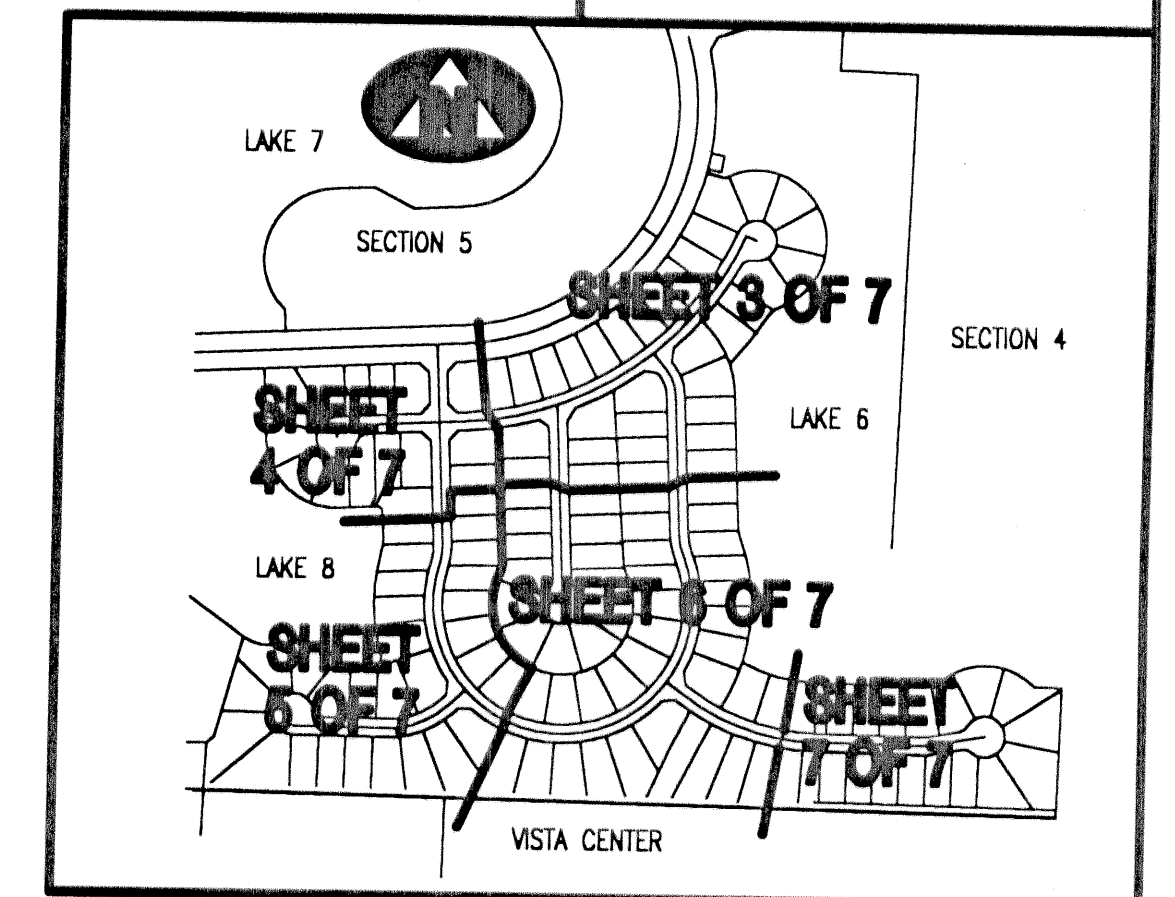 N
LAKE 7
SECTION 5
SHEET 3 OF 7
SECTION 4
SHEET
4 OF 7
LAKE 6
LAKE 8
SHEET 6 OF 7
SHEET
5 OF 7
SHEET
7 OF 7
VISTA CENTER